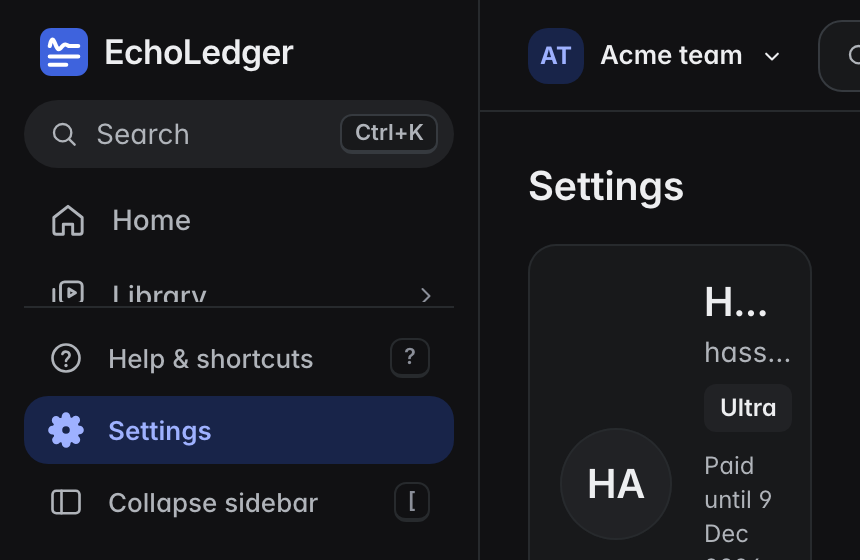 EchoLedger
Search
Ctrl+K
Home
Library
Help & shortcuts
?
Settings
Collapse sidebar
[
AT
Acme team
Settings
H...
hass...
Ultra
HA
Paid
until 9
Dec